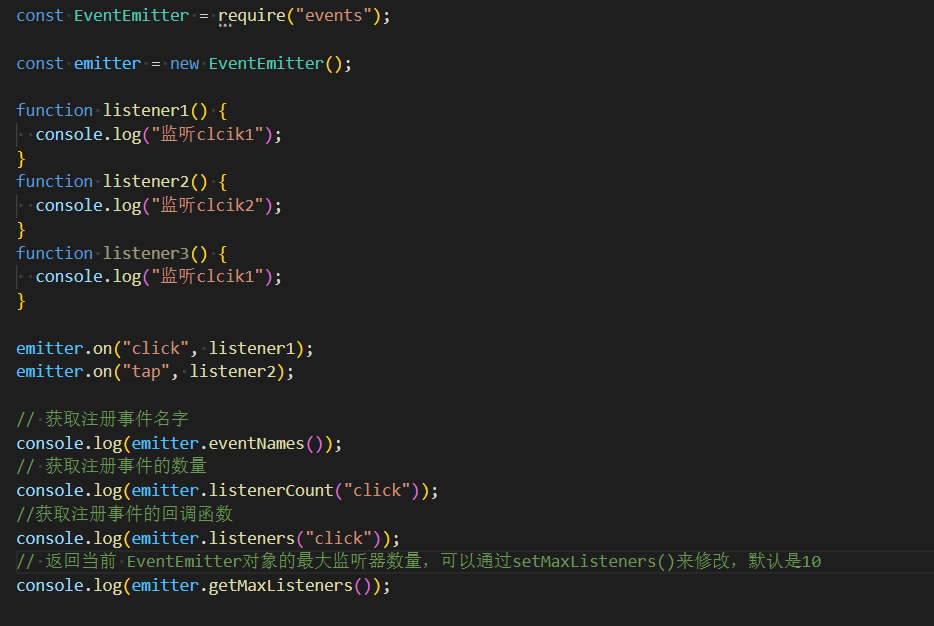 const EventEmitter = require("events");
const emitter = new EventEmitter();
function listener1() {
console.log("监听clcik1");
}
function listener2() {
console.log("监听clcik2");
}
function listener3() {
console.log("监听clcik1");
}
emitter.on("click", listener1);
emitter.on("tap", listener2);
// 获取注册事件名字
console.log(emitter.eventNames());
// 获取注册事件的数量
console.log(emitter.listenerCount("click"));
//获取注册事件的回调函数
console.log(emitter.listeners("click"));
// 返回当前 EventEmitter对象的最大监听器数量，可以通过setMaxListeners()来修改，默认是10
console.log(emitter.getMaxListeners());